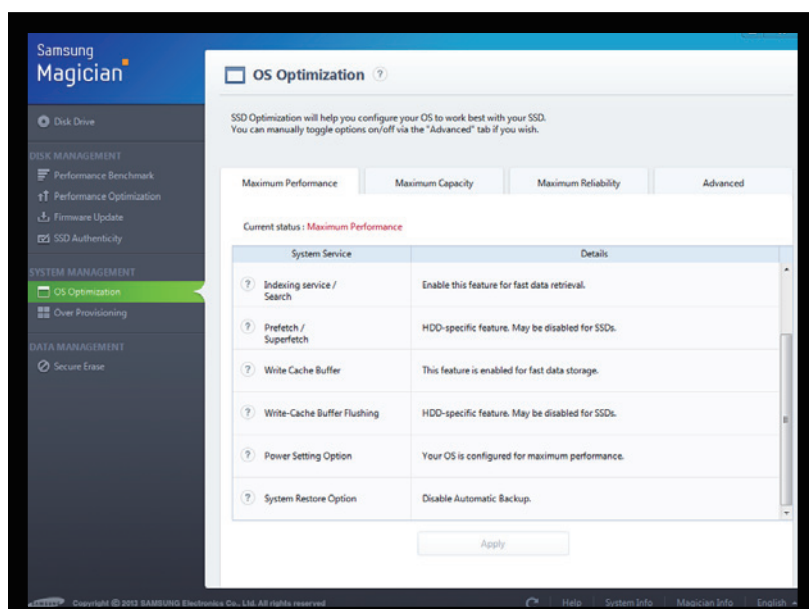 Samsung
Magician
Disk Drive
DISK MANAGEMENT
Performance Benchmark
Performance Optimization
Firmware Update
SSD Authenticity
SYSTEM MANAGEMENT
OS Optimization
Over Provisioning
DATA MANAGEMENT
Secure Erase
OS Optimization ?
SSD Optimization will help you configure your OS to work best with your SSD.
You can manually toggle options on/off via the "Advanced" tab if you wish.
Maximum Performance Maximum Capacity Maximum Reliability Advanced
Current status : Maximum Performance
System Service Details
? Indexing service / Enable this feature for fast data retrieval.
Search
? Prefetch / HDD-specific feature. May be disabled for SSDs.
Superfetch
? Write Cache Buffer This feature is enabled for fast data storage.
? Write-Cache Buffer Flushing HDD-specific feature. May be disabled for SSDs.
? Power Setting Option Your OS is configured for maximum performance.
? System Restore Option Disable Automatic Backup.
Apply
SAMSUNG Copyright © 2013 SAMSUNG Electronics Co., Ltd. All rights reserved Help System Info Magician Info English